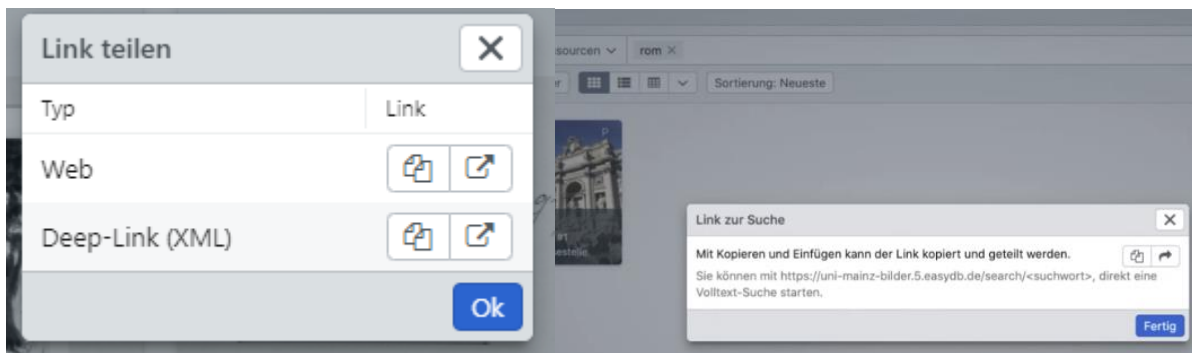 Link teilen
Typ Link
Web
Deep-Link (XML)
Ok
sourcen rom
Sortierung: Neueste
P
#1
Link zur Suche
Mit Kopieren und Einfügen kann der Link kopiert und geteilt werden.
Sie können mit https://uni-mainz-bilder.5.easydb.de/search/<suchwort>, direkt eine
Volltext-Suche starten.
Fertig